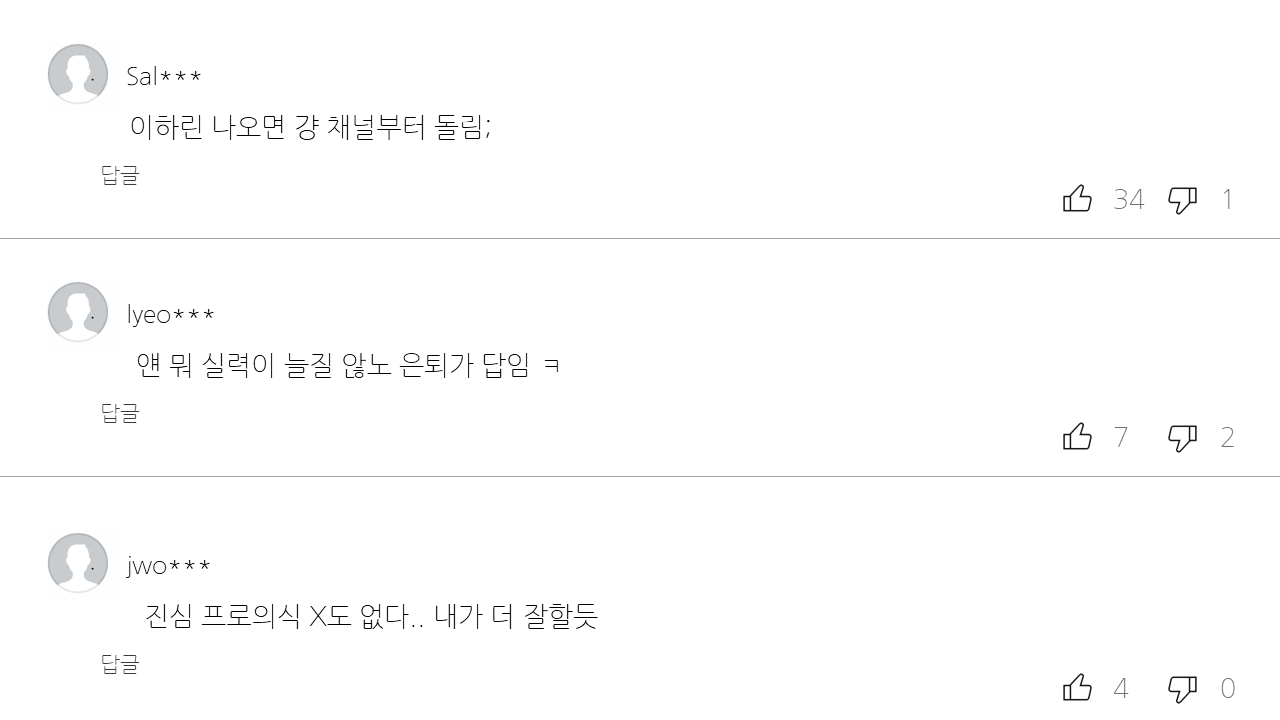 Sal***
이하린 나오면 걍 채널부터 돌림;
답글
34 1
lyeo***
얜 뭐 실력이 늘질 않노 은퇴가 답임 ㅋ
답글
7 2
jwo***
진심 프로의식 X도 없다.. 내가 더 잘할듯
답글
4 0